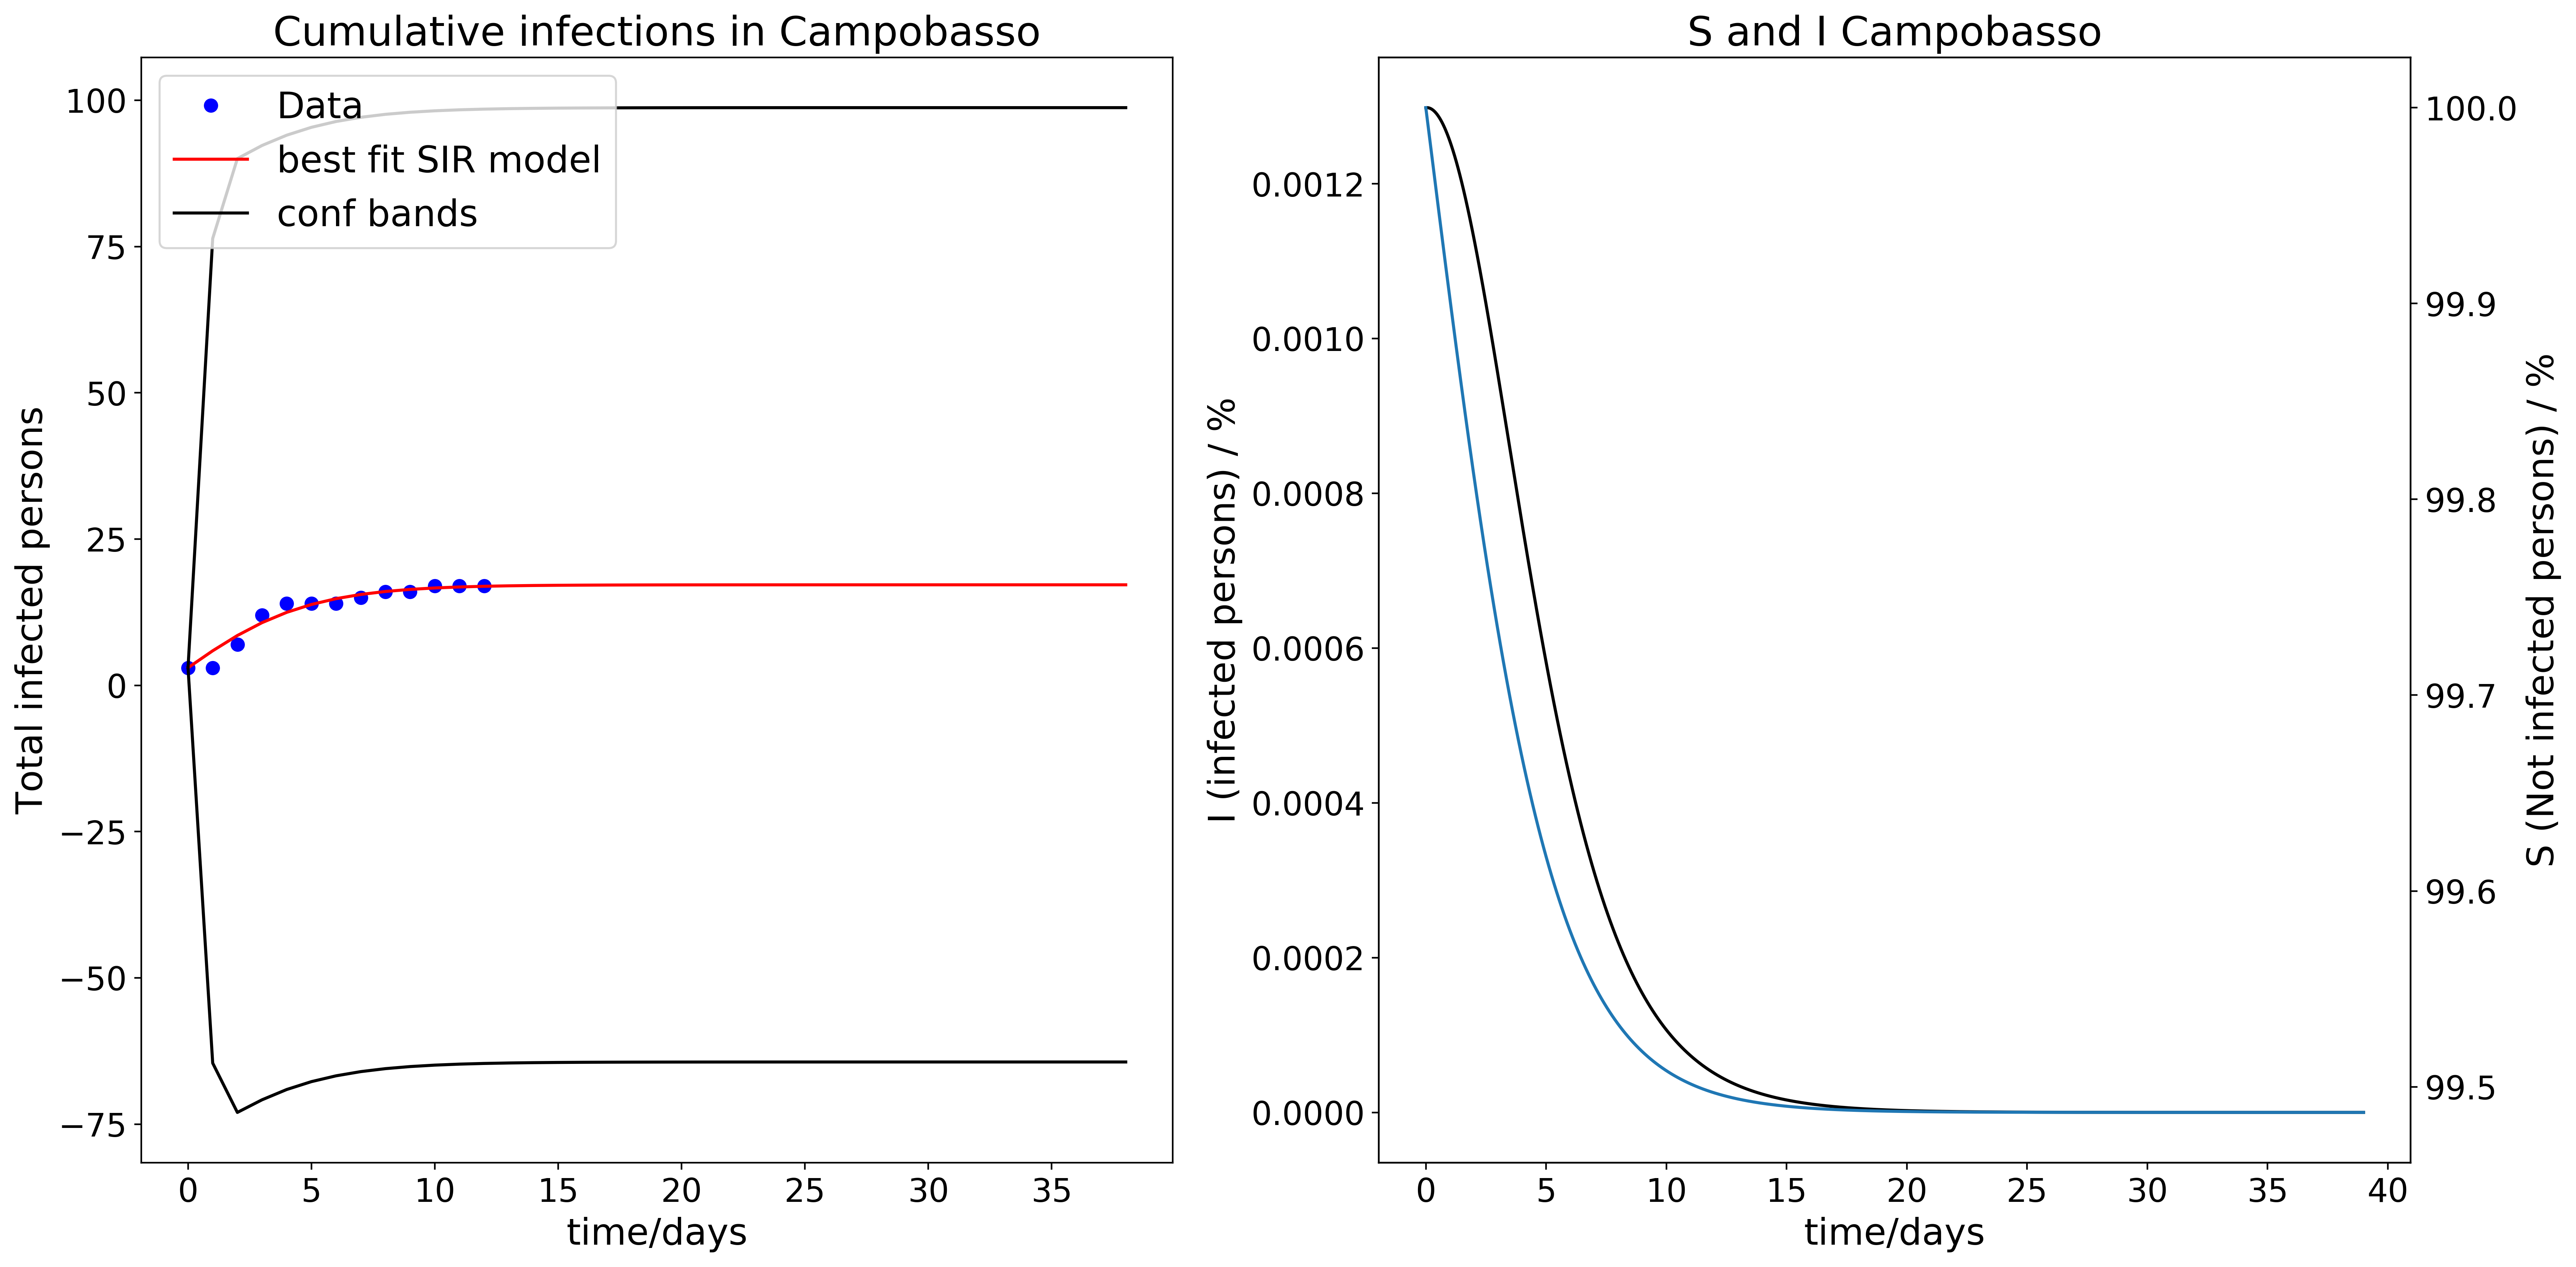 Cumulative infections in Campobasso
Data
best fit SIR model
conf bands
Total infected persons
100
75
50
25
0
−25
−50
−75
0 5 10 15 20 25 30 35
time/days
S and I Campobasso
I (infected persons) / %
0.0012
0.0010
0.0008
0.0006
0.0004
0.0002
0.0000
0 5 10 15 20 25 30 35 40
time/days
100.0
99.9
99.8
99.7
99.6
99.5
S (Not infected persons) / %